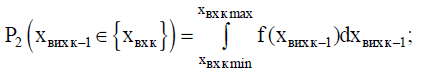 P₂(x_{вих к−1} ∈ {x_{вх к}}) = ∫_{x_{вх к min}}^{x_{вх к max}} f(x_{вих к−1})dx_{вих к−1};